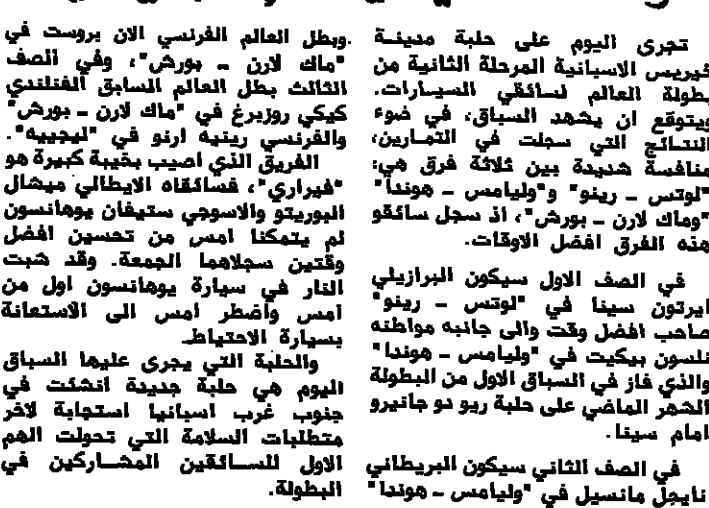 تجرى اليوم على حلبة مدينة
خيريس الاسبانية المرحلة الثانية من
بطولة العالم لسائقي السيارات.
ويتوقع ان يشهد السباق، في ضوء
النتائج التي سجلت في التمارين،
منافسة شديدة بين ثلاثة فرق هي:
"لوتس - رينو" و"وليامس - هوندا"
"وماك لارن - بورش"، اذ سجل سائقو
هذه الفرق افضل الاوقات.
في الصف الاول سيكون البرازيلي
ايرتون سينا في "لوتس - رينو"
صاحب افضل وقت والى جانبه مواطنه
نلسون بيكيت في "وليامس - هوندا"
والذي فاز في السباق الاول من البطولة
الشهر الماضي على حلبة ريو دو جانيرو
امام سينا.
في الصف الثاني سيكون البريطاني
نايجل مانسيل في "وليامس - هوندا"
وبطل العالم الفرنسي الان بروست في
"ماك لارن - بورش"، وفي الصف
الثالث بطل العالم السابق الفنلندي
كيكي روزبرغ في "ماك لارن - بورش"
والفرنسي رينيه ارنو في "ليجييه".
الفريق الذي اصيب بخيبة كبيرة هو
"فيراري"، فسائقاه الايطالي ميشال
البوريتو والاسوجي ستيفان يوهانسون
لم يتمكنا امس من تحسين افضل
وقتين سجلاهما الجمعة. وقد شبت
النار في سيارة يوهانسون اول من
امس واضطر امس الى الاستعانة
بسيارة الاحتياط.
والحلبة التي يجرى عليها السباق
اليوم هي حلبة جديدة انشئت في
جنوب غرب اسبانيا استجابة لاخر
متطلبات السلامة التي تحولت الهم
الاول للسائقين المشاركين في
البطولة.